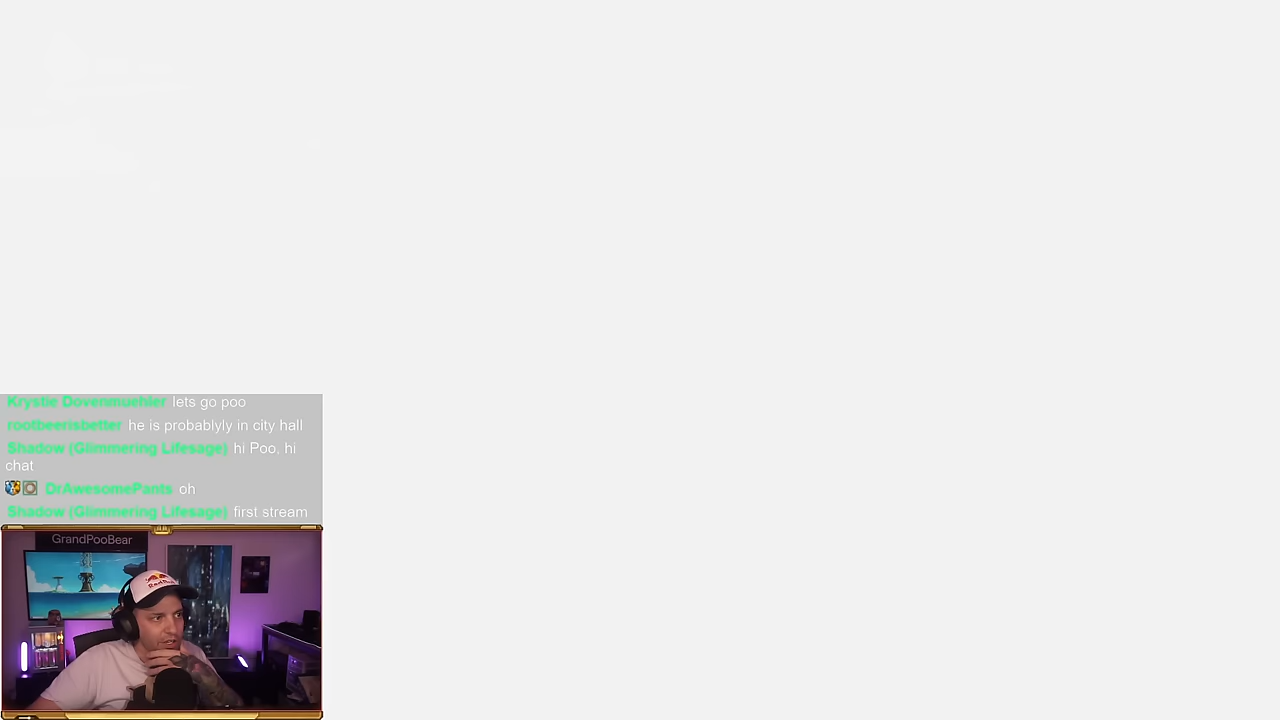 Krystie Dovenmuehler lets go poo
rootbeerisbetter he is probablyly in city hall
Shadow (Glimmering Lifesage) hi Poo, hi
chat
DrAwesomePants oh
Shadow (Glimmering Lifesage) first stream
GrandPooBear
RedBull